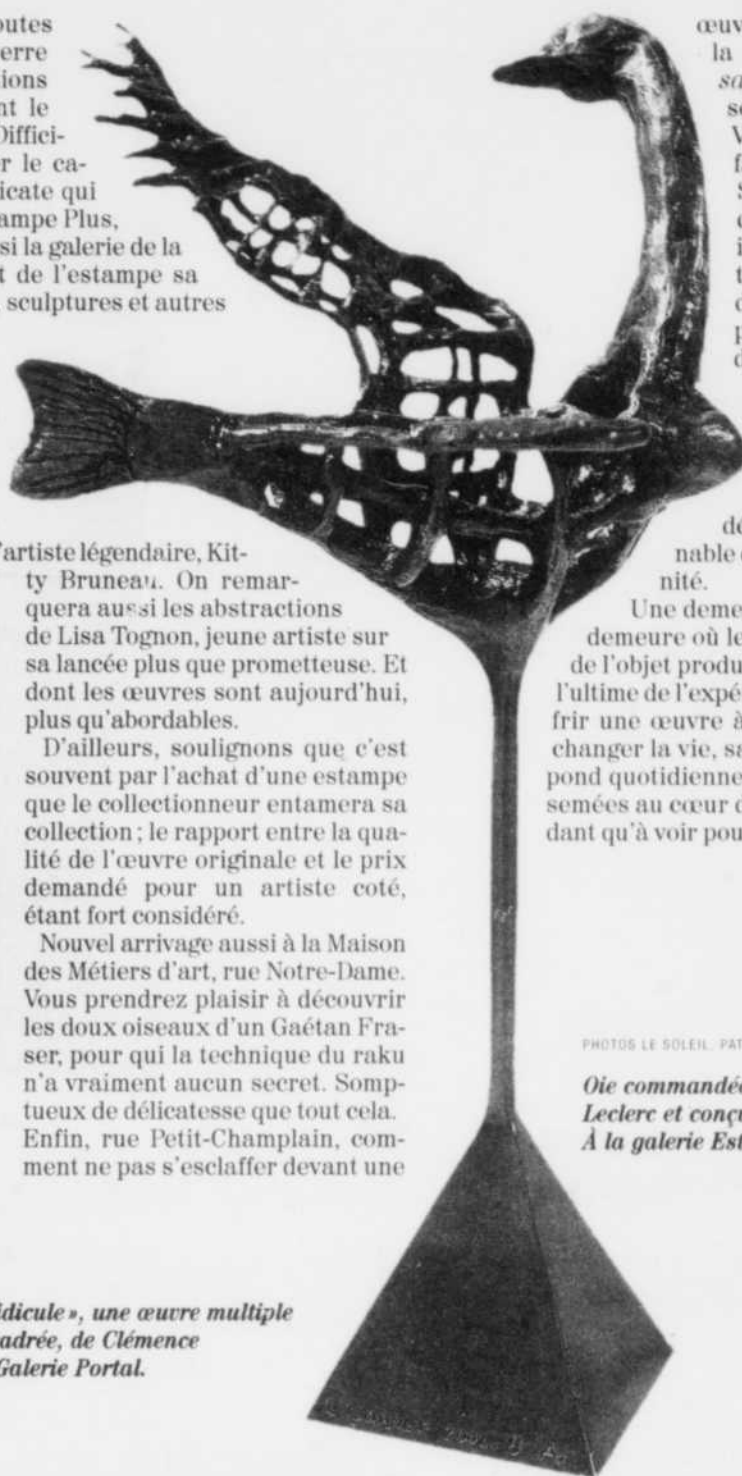 outes
erre
tions
nt le
Diffici-
r le ca-
icate qui
ampe Plus,
si la galerie de la
t de l'estampe sa
sculptures et autres
'artiste légendaire, Kit-
ty Bruneau. On remar-
quera aussi les abstractions
de Lisa Tognon, jeune artiste sur
sa lancée plus que prometteuse. Et
dont les œuvres sont aujourd'hui,
plus qu'abordables.
D'ailleurs, soulignons que c'est
souvent par l'achat d'une estampe
que le collectionneur entamera sa
collection ; le rapport entre la qua-
lité de l'œuvre originale et le prix
demandé pour un artiste coté,
étant fort considéré.
Nouvel arrivage aussi à la Maison
des Métiers d'art, rue Notre-Dame.
Vous prendrez plaisir à découvrir
les doux oiseaux d'un Gaétan Fra-
ser, pour qui la technique du raku
n'a vraiment aucun secret. Somp-
tueux de délicatesse que tout cela.
Enfin, rue Petit-Champlain, com-
ment ne pas s'esclaffer devant une
idicule», une œuvre multiple
adrée, de Clémence
Galerie Portal.
œuv
la
sa
so
V
f
S
i
t
d
dé
nable
nité.
Une deme
demeure où le
de l'objet produ
l'ultime de l'expé
frir une œuvre à
changer la vie, sa
pond quotidienne
semées au cœur d
dant qu'à voir pou
PHOTOS LE SOLEIL, PAT
Oie commandée
Leclerc et conçu
À la galerie Est